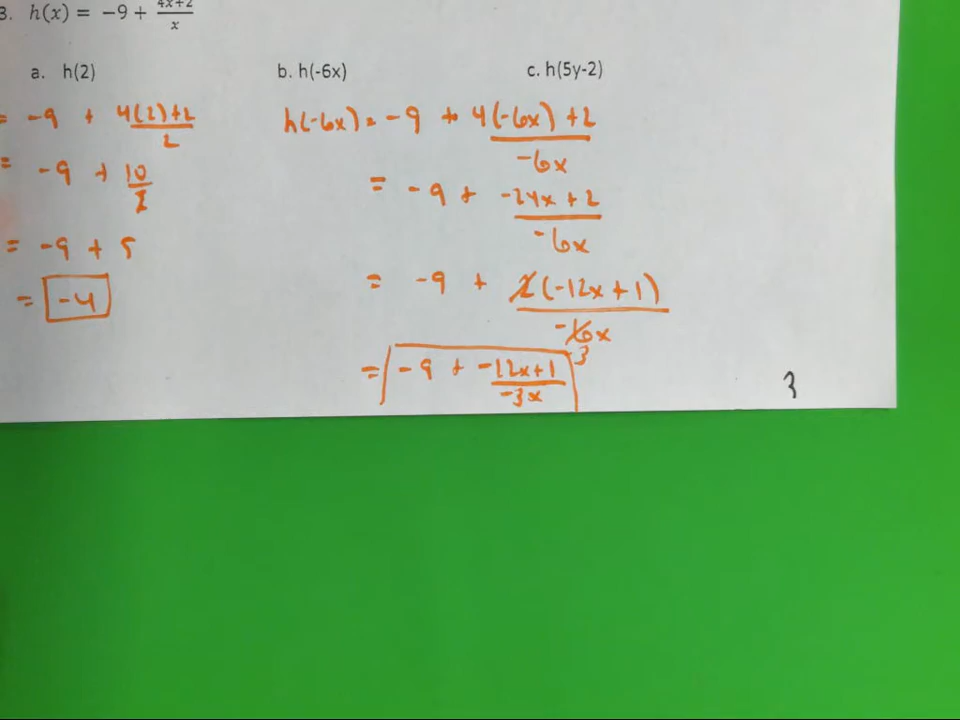 3. h(x) = −9 + 4x+2/x
a. h(2)
b. h(-6x)
c. h(5y-2)
= -9 + 4(2)+2/2
= -9 + 10/2
= -9 + 5
= -4
h(-6x) = -9 + 4(-6x)+2/-6x
= -9 + -24x+2/-6x
= -9 + 2(-12x+1)/-6x
3
= -9 + -12x+1/-3x
3